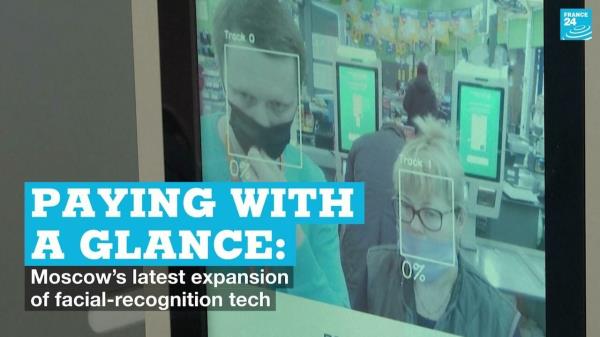 FRANCE
24
Track 0
0%
Track 1
0%
PAYING WITH
A GLANCE:
Moscow's latest expansion
of facial-recognition tech